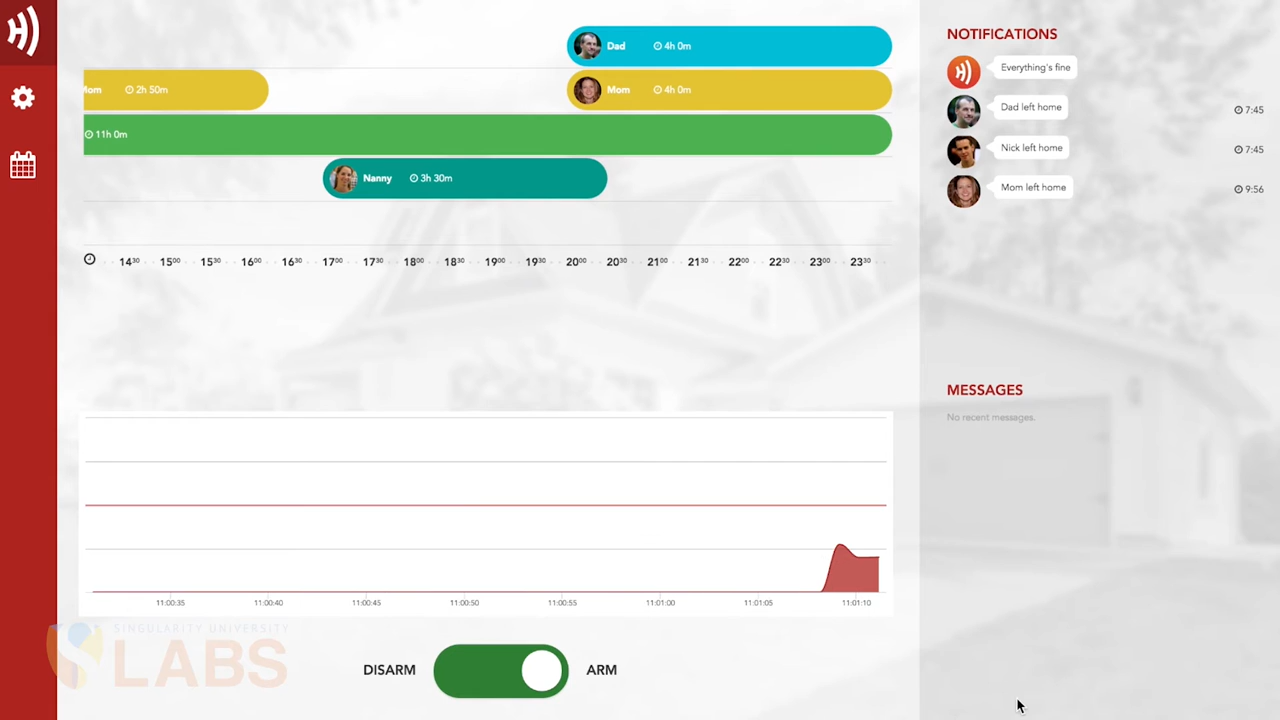 Dad 4h 0m
Mom 2h 50m
Mom 4h 0m
11h 0m
Nanny 3h 30m
14³⁰ 15⁰⁰ 15³⁰ 16⁰⁰ 16³⁰ 17⁰⁰ 17³⁰ 18⁰⁰ 18³⁰ 19⁰⁰ 19³⁰ 20⁰⁰ 20³⁰ 21⁰⁰ 21³⁰ 22⁰⁰ 22³⁰ 23⁰⁰ 23³⁰
11:00:35 11:00:40 11:00:45 11:00:50 11:00:55 11:01:00 11:01:05 11:01:10
SINGULARITY UNIVERSITY
LABS
DISARM ARM
NOTIFICATIONS
Everything's fine
Dad left home 7:45
Nick left home 7:45
Mom left home 9:56
MESSAGES
No recent messages.